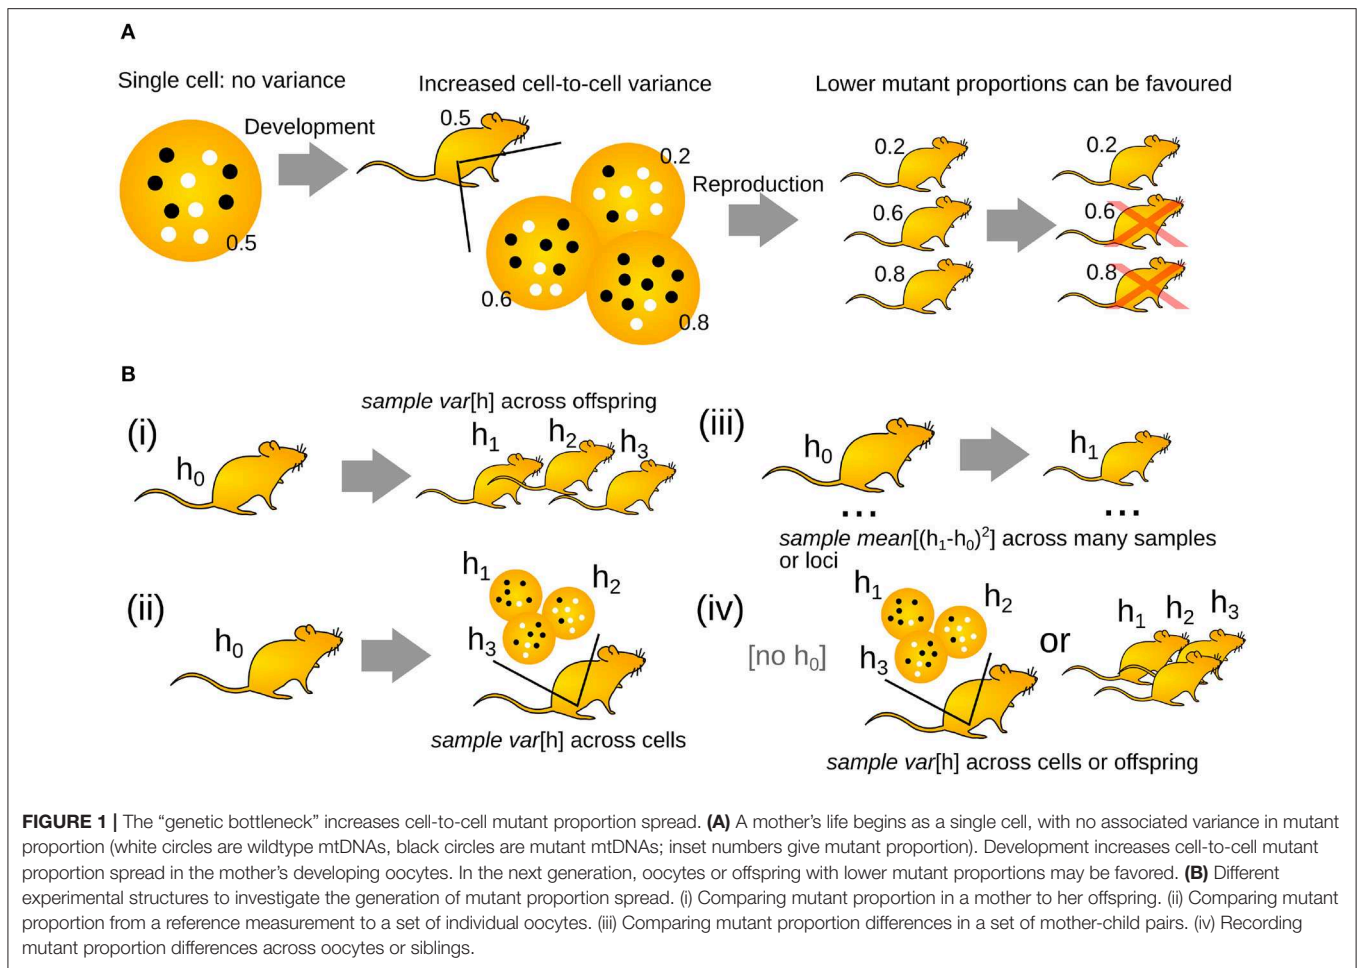 A
Single cell: no variance
Increased cell-to-cell variance
Lower mutant proportions can be favoured
Development
Reproduction
0.5
0.5
0.2
0.6
0.8
0.2
0.6
0.8
0.2
0.6
0.8
B
(i)
h0
sample var[h] across offspring
h1
h2
h3
(ii)
h0
h1
h2
h3
sample var[h] across cells
(iii)
h0
h1
...
...
sample mean[(h1-h0)2] across many samples
or loci
(iv)
[no h0]
h1
h2
h3
or
h1
h2
h3
sample var[h] across cells or offspring
FIGURE 1 | The “genetic bottleneck” increases cell-to-cell mutant proportion spread. (A) A mother’s life begins as a single cell, with no associated variance in mutant
proportion (white circles are wildtype mtDNAs, black circles are mutant mtDNAs; inset numbers give mutant proportion). Development increases cell-to-cell mutant
proportion spread in the mother’s developing oocytes. In the next generation, oocytes or offspring with lower mutant proportions may be favored. (B) Different
experimental structures to investigate the generation of mutant proportion spread. (i) Comparing mutant proportion in a mother to her offspring. (ii) Comparing mutant
proportion from a reference measurement to a set of individual oocytes. (iii) Comparing mutant proportion differences in a set of mother-child pairs. (iv) Recording
mutant proportion differences across oocytes or siblings.